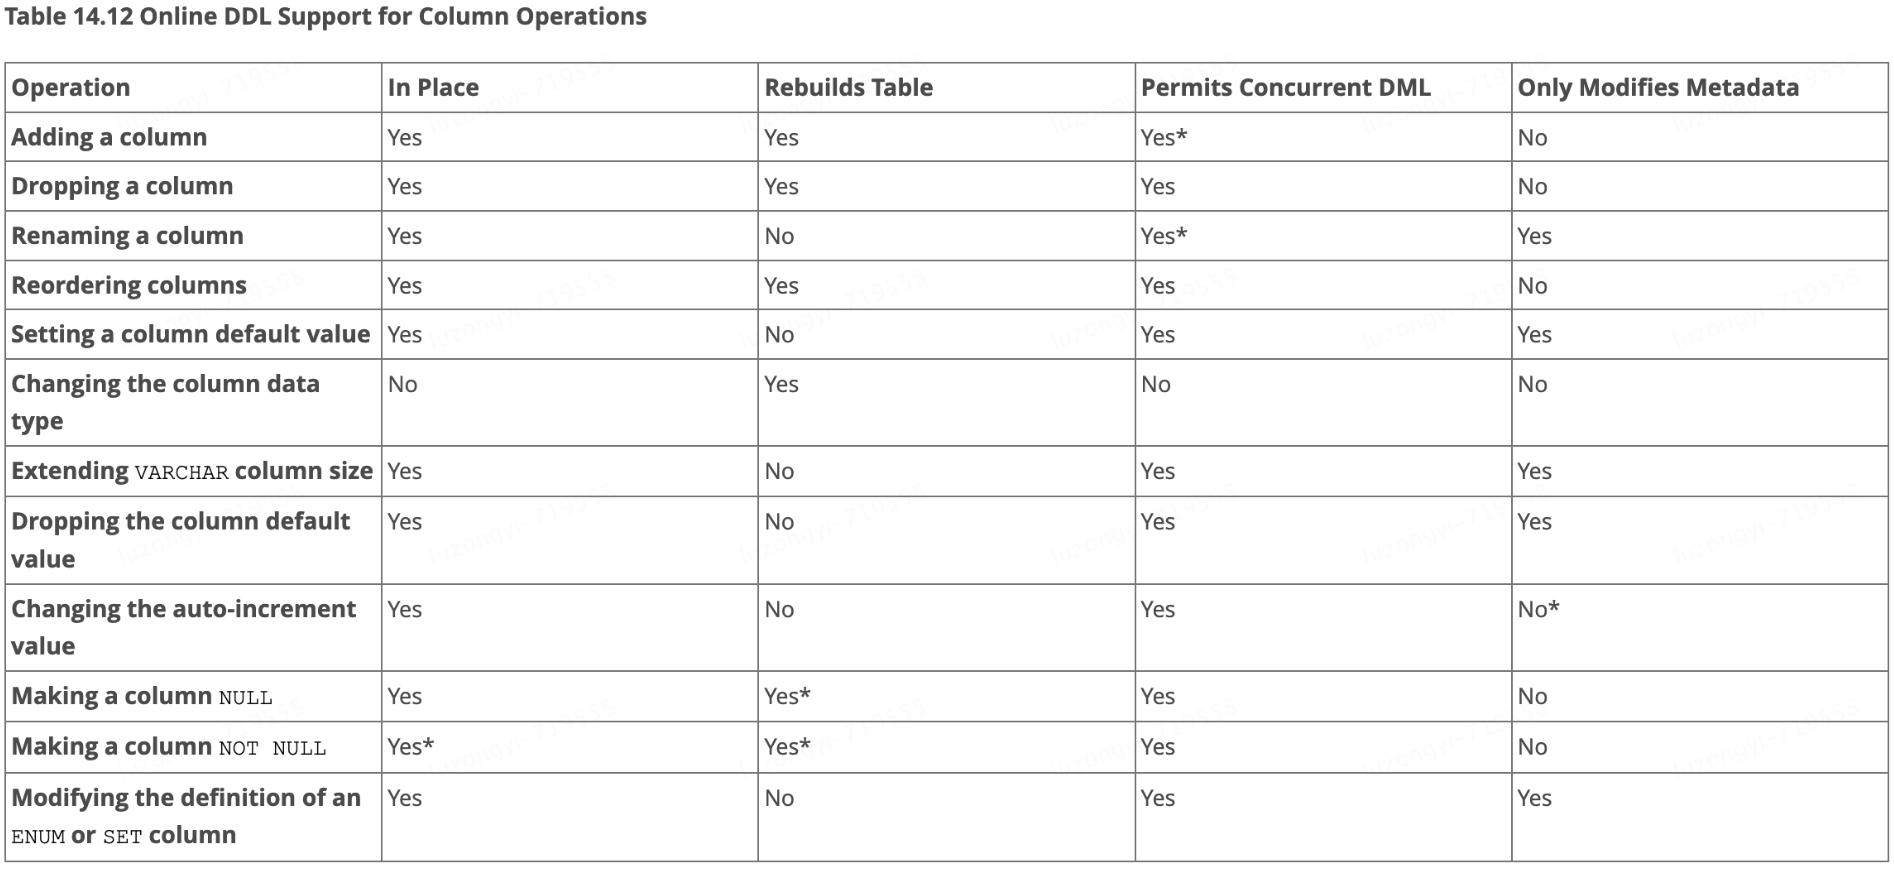 Table 14.12 Online DDL Support for Column Operations
Operation In Place Rebuilds Table Permits Concurrent DML Only Modifies Metadata
Adding a column Yes Yes Yes* No
Dropping a column Yes Yes Yes No
Renaming a column Yes No Yes* Yes
Reordering columns Yes Yes Yes No
Setting a column default value Yes No Yes Yes
Changing the column data No Yes No No
type
Extending VARCHAR column size Yes No Yes Yes
Dropping the column default Yes No Yes Yes
value
Changing the auto-increment Yes No Yes No*
value
Making a column NULL Yes Yes* Yes No
Making a column NOT NULL Yes* Yes* Yes No
Modifying the definition of an Yes No Yes Yes
ENUM or SET column
luzongyi-719555